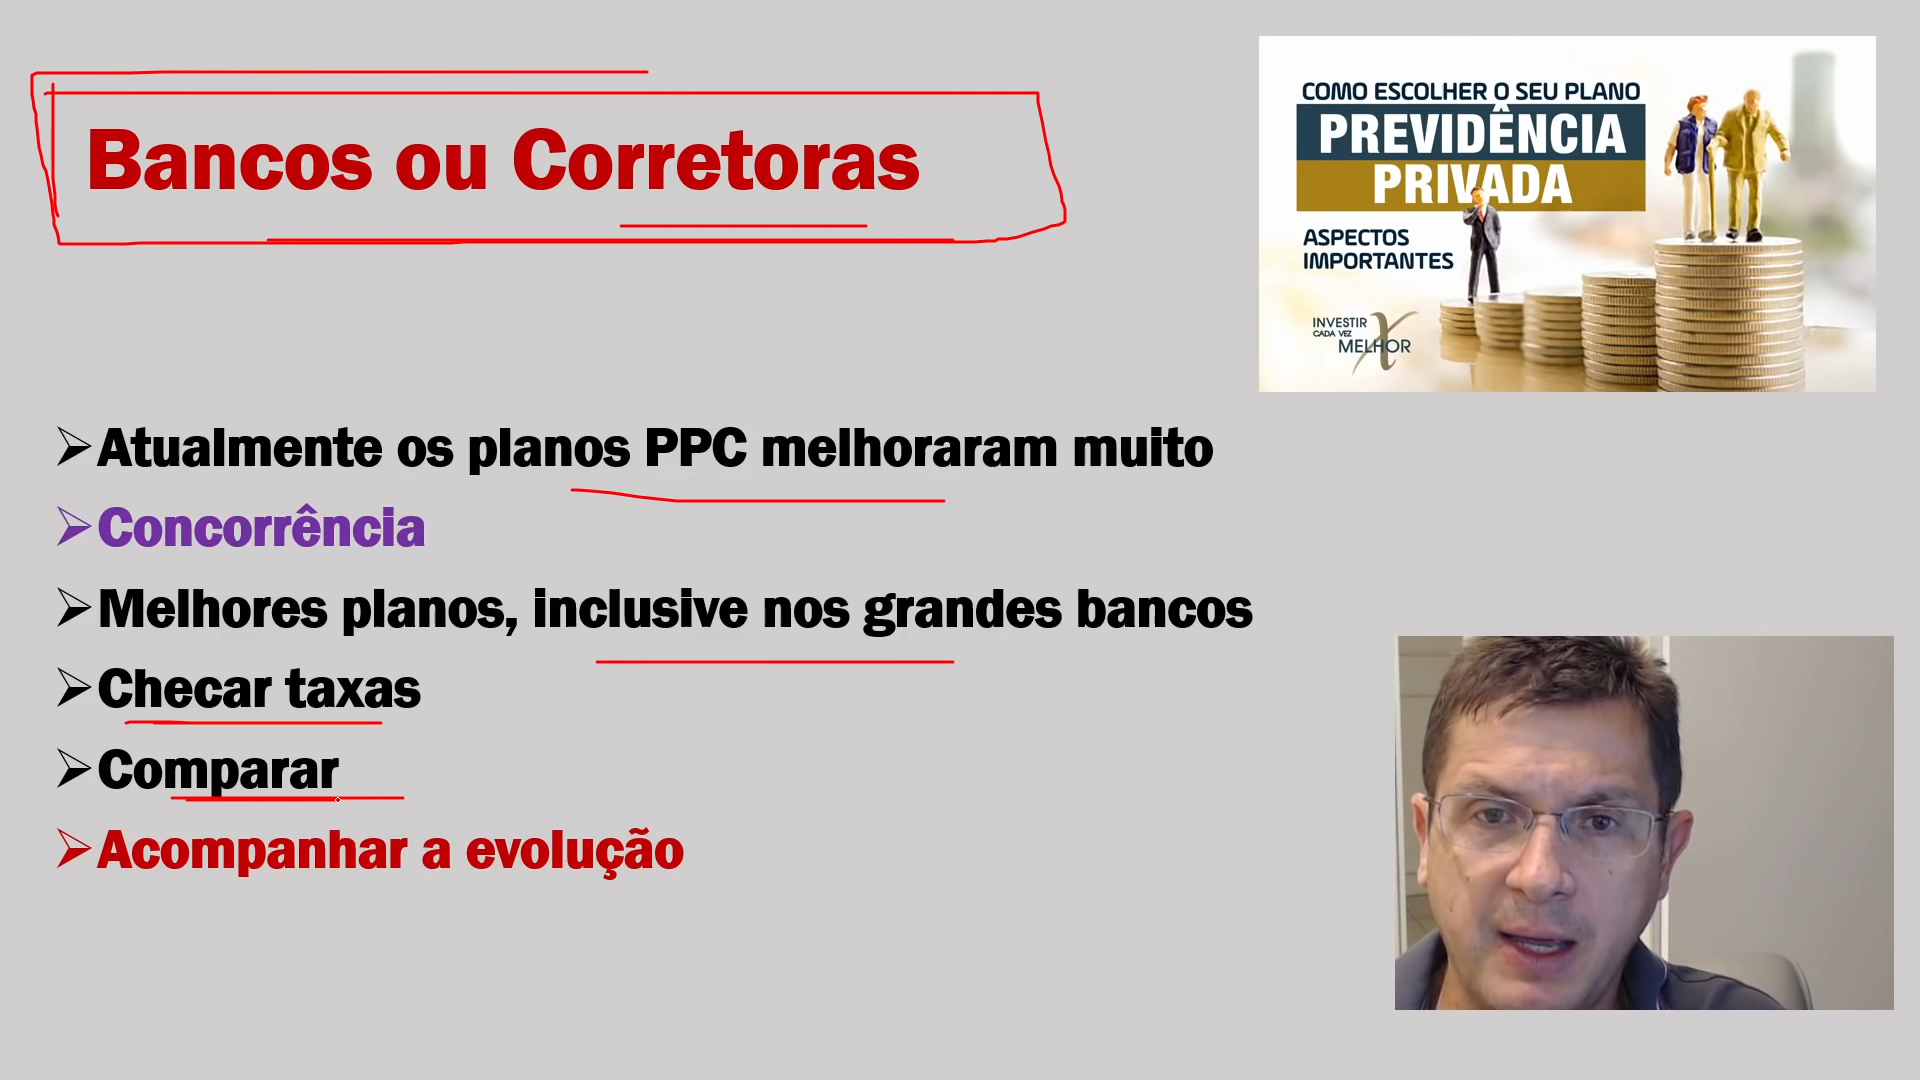 Bancos ou Corretoras
COMO ESCOLHER O SEU PLANO
PREVIDÊNCIA
PRIVADA
ASPECTOS
IMPORTANTES
INVESTIR
CADA VEZ
MELHOR
Atualmente os planos PPC melhoraram muito
Concorrência
Melhores planos, inclusive nos grandes bancos
Checar taxas
Comparar
Acompanhar a evolução